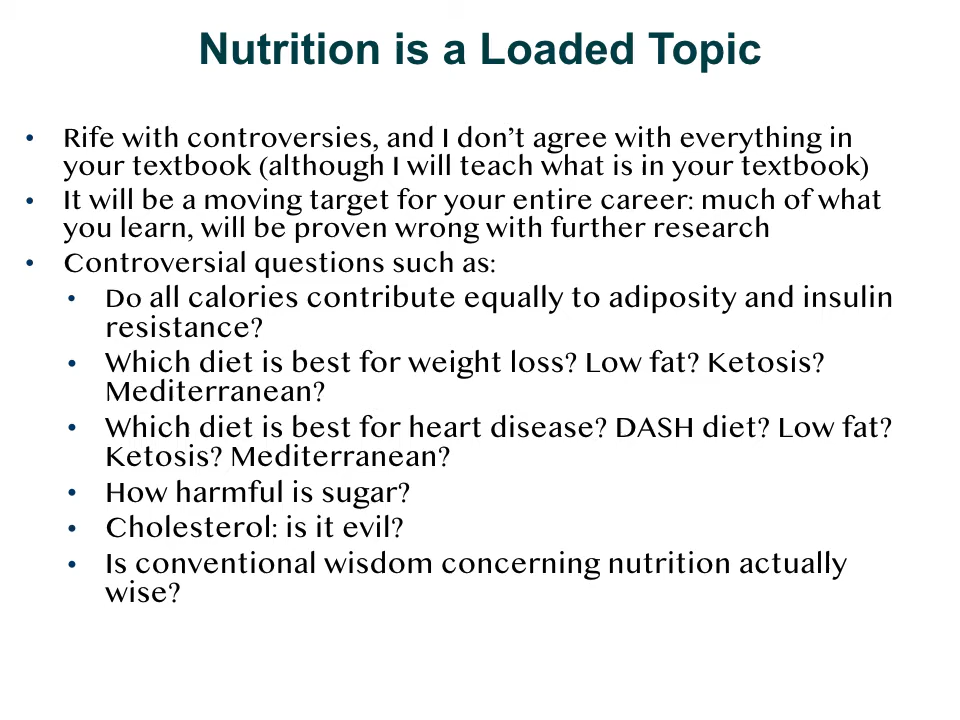 Nutrition is a Loaded Topic
• Rife with controversies, and I don’t agree with everything in
your textbook (although I will teach what is in your textbook)
• It will be a moving target for your entire career: much of what
you learn, will be proven wrong with further research
• Controversial questions such as:
• Do all calories contribute equally to adiposity and insulin
resistance?
• Which diet is best for weight loss? Low fat? Ketosis?
Mediterranean?
• Which diet is best for heart disease? DASH diet? Low fat?
Ketosis? Mediterranean?
• How harmful is sugar?
• Cholesterol: is it evil?
• Is conventional wisdom concerning nutrition actually
wise?